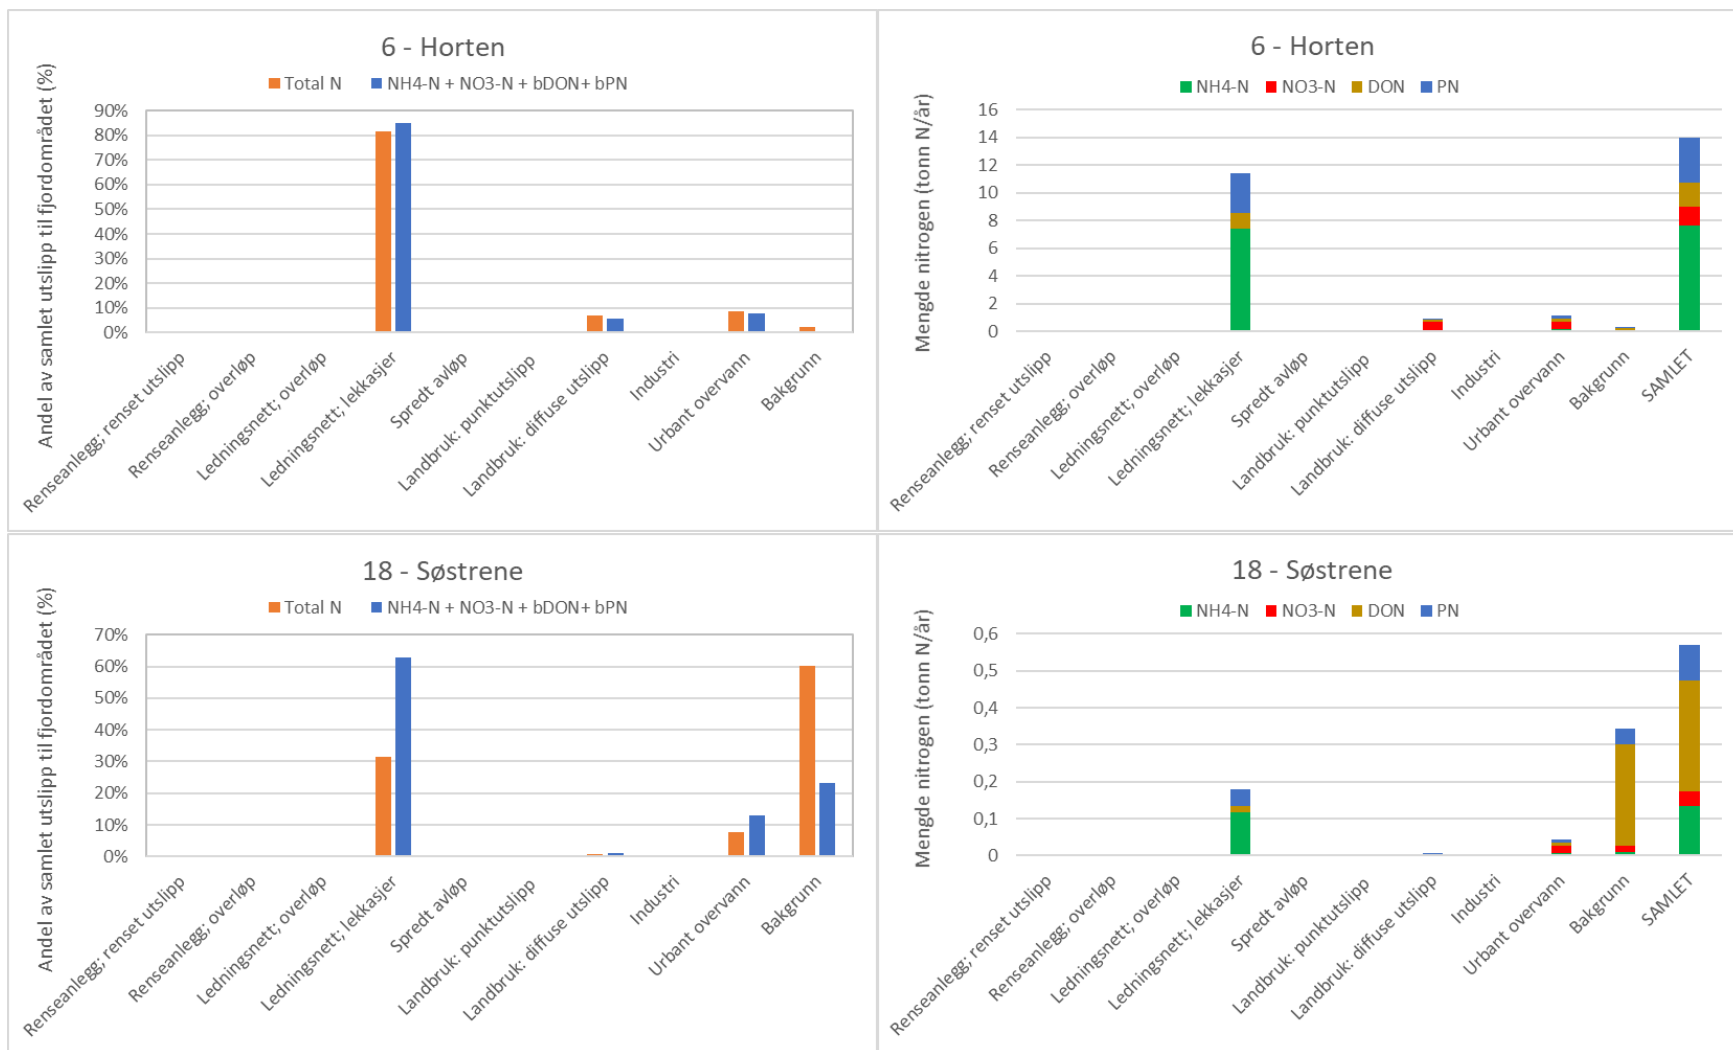 6 - Horten
Total N NH4-N + NO3-N + bDON+ bPN
Andel av samlet utslipp til fjordområdet (%)
90%
80%
70%
60%
50%
40%
30%
20%
10%
0%
Renseanlegg; renset utslipp
Renseanlegg; overløp
Ledningsnett; overløp
Ledningsnett; lekkasjer
Spredt avløp
Landbruk: punktutslipp
Landbruk: diffuse utslipp
Industri
Urbant overvann
Bakgrunn
6 - Horten
NH4-N NO3-N DON PN
Mengde nitrogen (tonn N/år)
16
14
12
10
8
6
4
2
0
Renseanlegg; renset utslipp
Renseanlegg; overløp
Ledningsnett; overløp
Ledningsnett; lekkasjer
Spredt avløp
Landbruk: punktutslipp
Landbruk: diffuse utslipp
Industri
Urbant overvann
Bakgrunn
SAMLET
18 - Søstrene
Total N NH4-N + NO3-N + bDON+ bPN
Andel av samlet utslipp til fjordområdet (%)
70%
60%
50%
40%
30%
20%
10%
0%
Renseanlegg; renset utslipp
Renseanlegg; overløp
Ledningsnett; overløp
Ledningsnett; lekkasjer
Spredt avløp
Landbruk: punktutslipp
Landbruk: diffuse utslipp
Industri
Urbant overvann
Bakgrunn
18 - Søstrene
NH4-N NO3-N DON PN
Mengde nitrogen (tonn N/år)
0,6
0,5
0,4
0,3
0,2
0,1
0
Renseanlegg; renset utslipp
Renseanlegg; overløp
Ledningsnett; overløp
Ledningsnett; lekkasjer
Spredt avløp
Landbruk: punktutslipp
Landbruk: diffuse utslipp
Industri
Urbant overvann
Bakgrunn
SAMLET